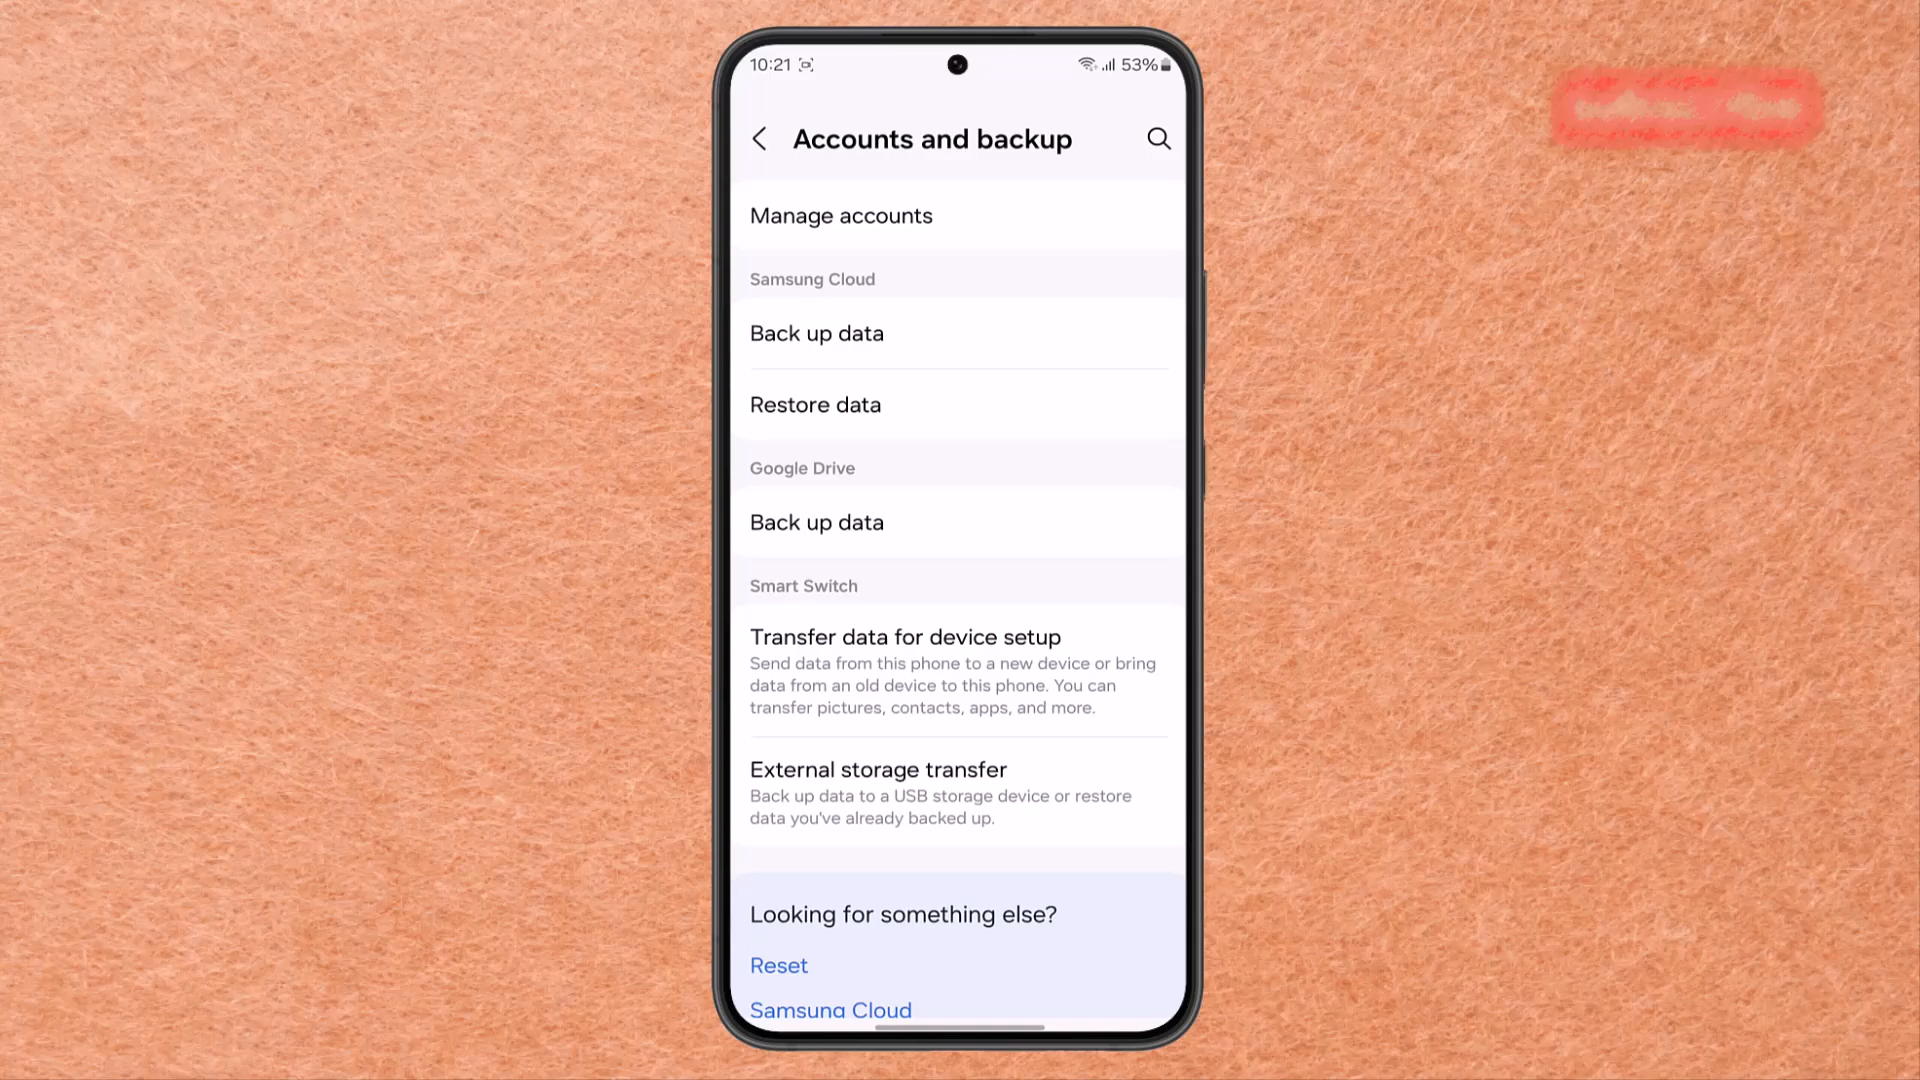 10:21 53%
Accounts and backup
Manage accounts
Samsung Cloud
Back up data
Restore data
Google Drive
Back up data
Smart Switch
Transfer data for device setup
Send data from this phone to a new device or bring
data from an old device to this phone. You can
transfer pictures, contacts, apps, and more.
External storage transfer
Back up data to a USB storage device or restore
data you've already backed up.
Looking for something else?
Reset
Samsung Cloud